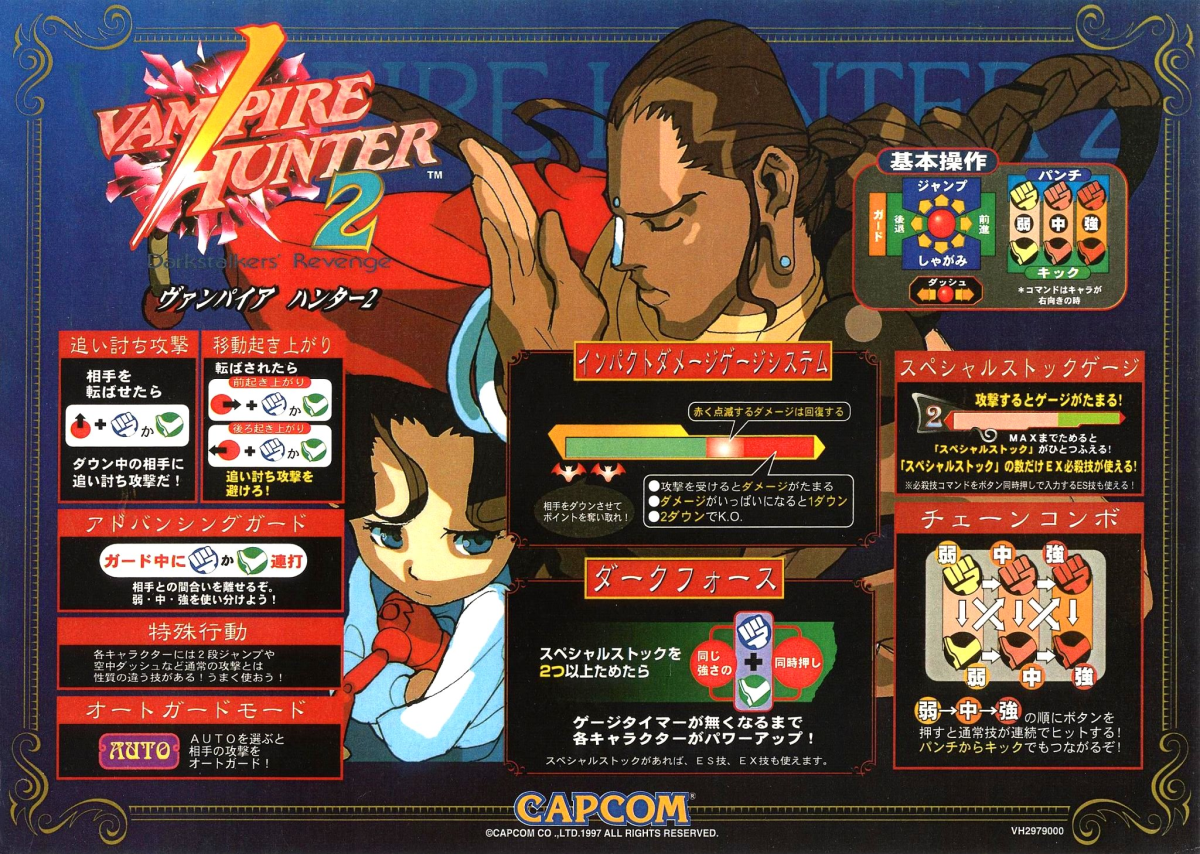 VAMPIRE HUNTER 2
VAMPIRE
HUNTER
TM
2
Darkstalkers' Revenge
ヴァンパイア ハンター2
基本操作
ジャンプ
ガード
後退
前進
しゃがみ
ダッシュ
パンチ
弱 中 強
キック
＊コマンドはキャラが
右向きの時
追い討ち攻撃
相手を
転ばせたら
+ か
ダウン中の相手に
追い討ち攻撃だ！
移動起き上がり
転ばされたら
前起き上がり
+ か
後ろ起き上がり
+ か
追い討ち攻撃を
避けろ！
アドバンシングガード
ガード中に か 連打
相手との間合いを離せるぞ。
弱・中・強を使い分けよう！
特殊行動
各キャラクターには２段ジャンプや
空中ダッシュなど通常の攻撃とは
性質の違う技がある！うまく使おう！
オートガードモード
AUTO
ＡＵＴＯを選ぶと
相手の攻撃を
オートガード！
インパクトダメージゲージシステム
赤く点滅するダメージは回復する
相手をダウンさせて
ポイントを奪い取れ！
●攻撃を受けるとダメージがたまる
●ダメージがいっぱいになると1ダウン
●2ダウンでK.O.
ダークフォース
スペシャルストックを
2つ以上ためたら
同じ
強さの
+
同時押し
ゲージタイマーが無くなるまで
各キャラクターがパワーアップ！
スペシャルストックがあれば、ＥＳ技、ＥＸ技も使えます。
スペシャルストックゲージ
攻撃するとゲージがたまる!
2
ＭＡＸまでためると
「スペシャルストック」がひとつふえる!
「スペシャルストック」の数だけＥＸ必殺技が使える!
※必殺技コマンドをボタン同時押しで入力するES技も使える！
チェーンコンボ
弱 中 強
弱 中 強
弱→中→強の順にボタンを
押すと通常技が連続でヒットする!
パンチからキックでもつながるぞ!
CAPCOM®
©CAPCOM CO .,LTD.1997 ALL RIGHTS RESERVED.
VH2979000